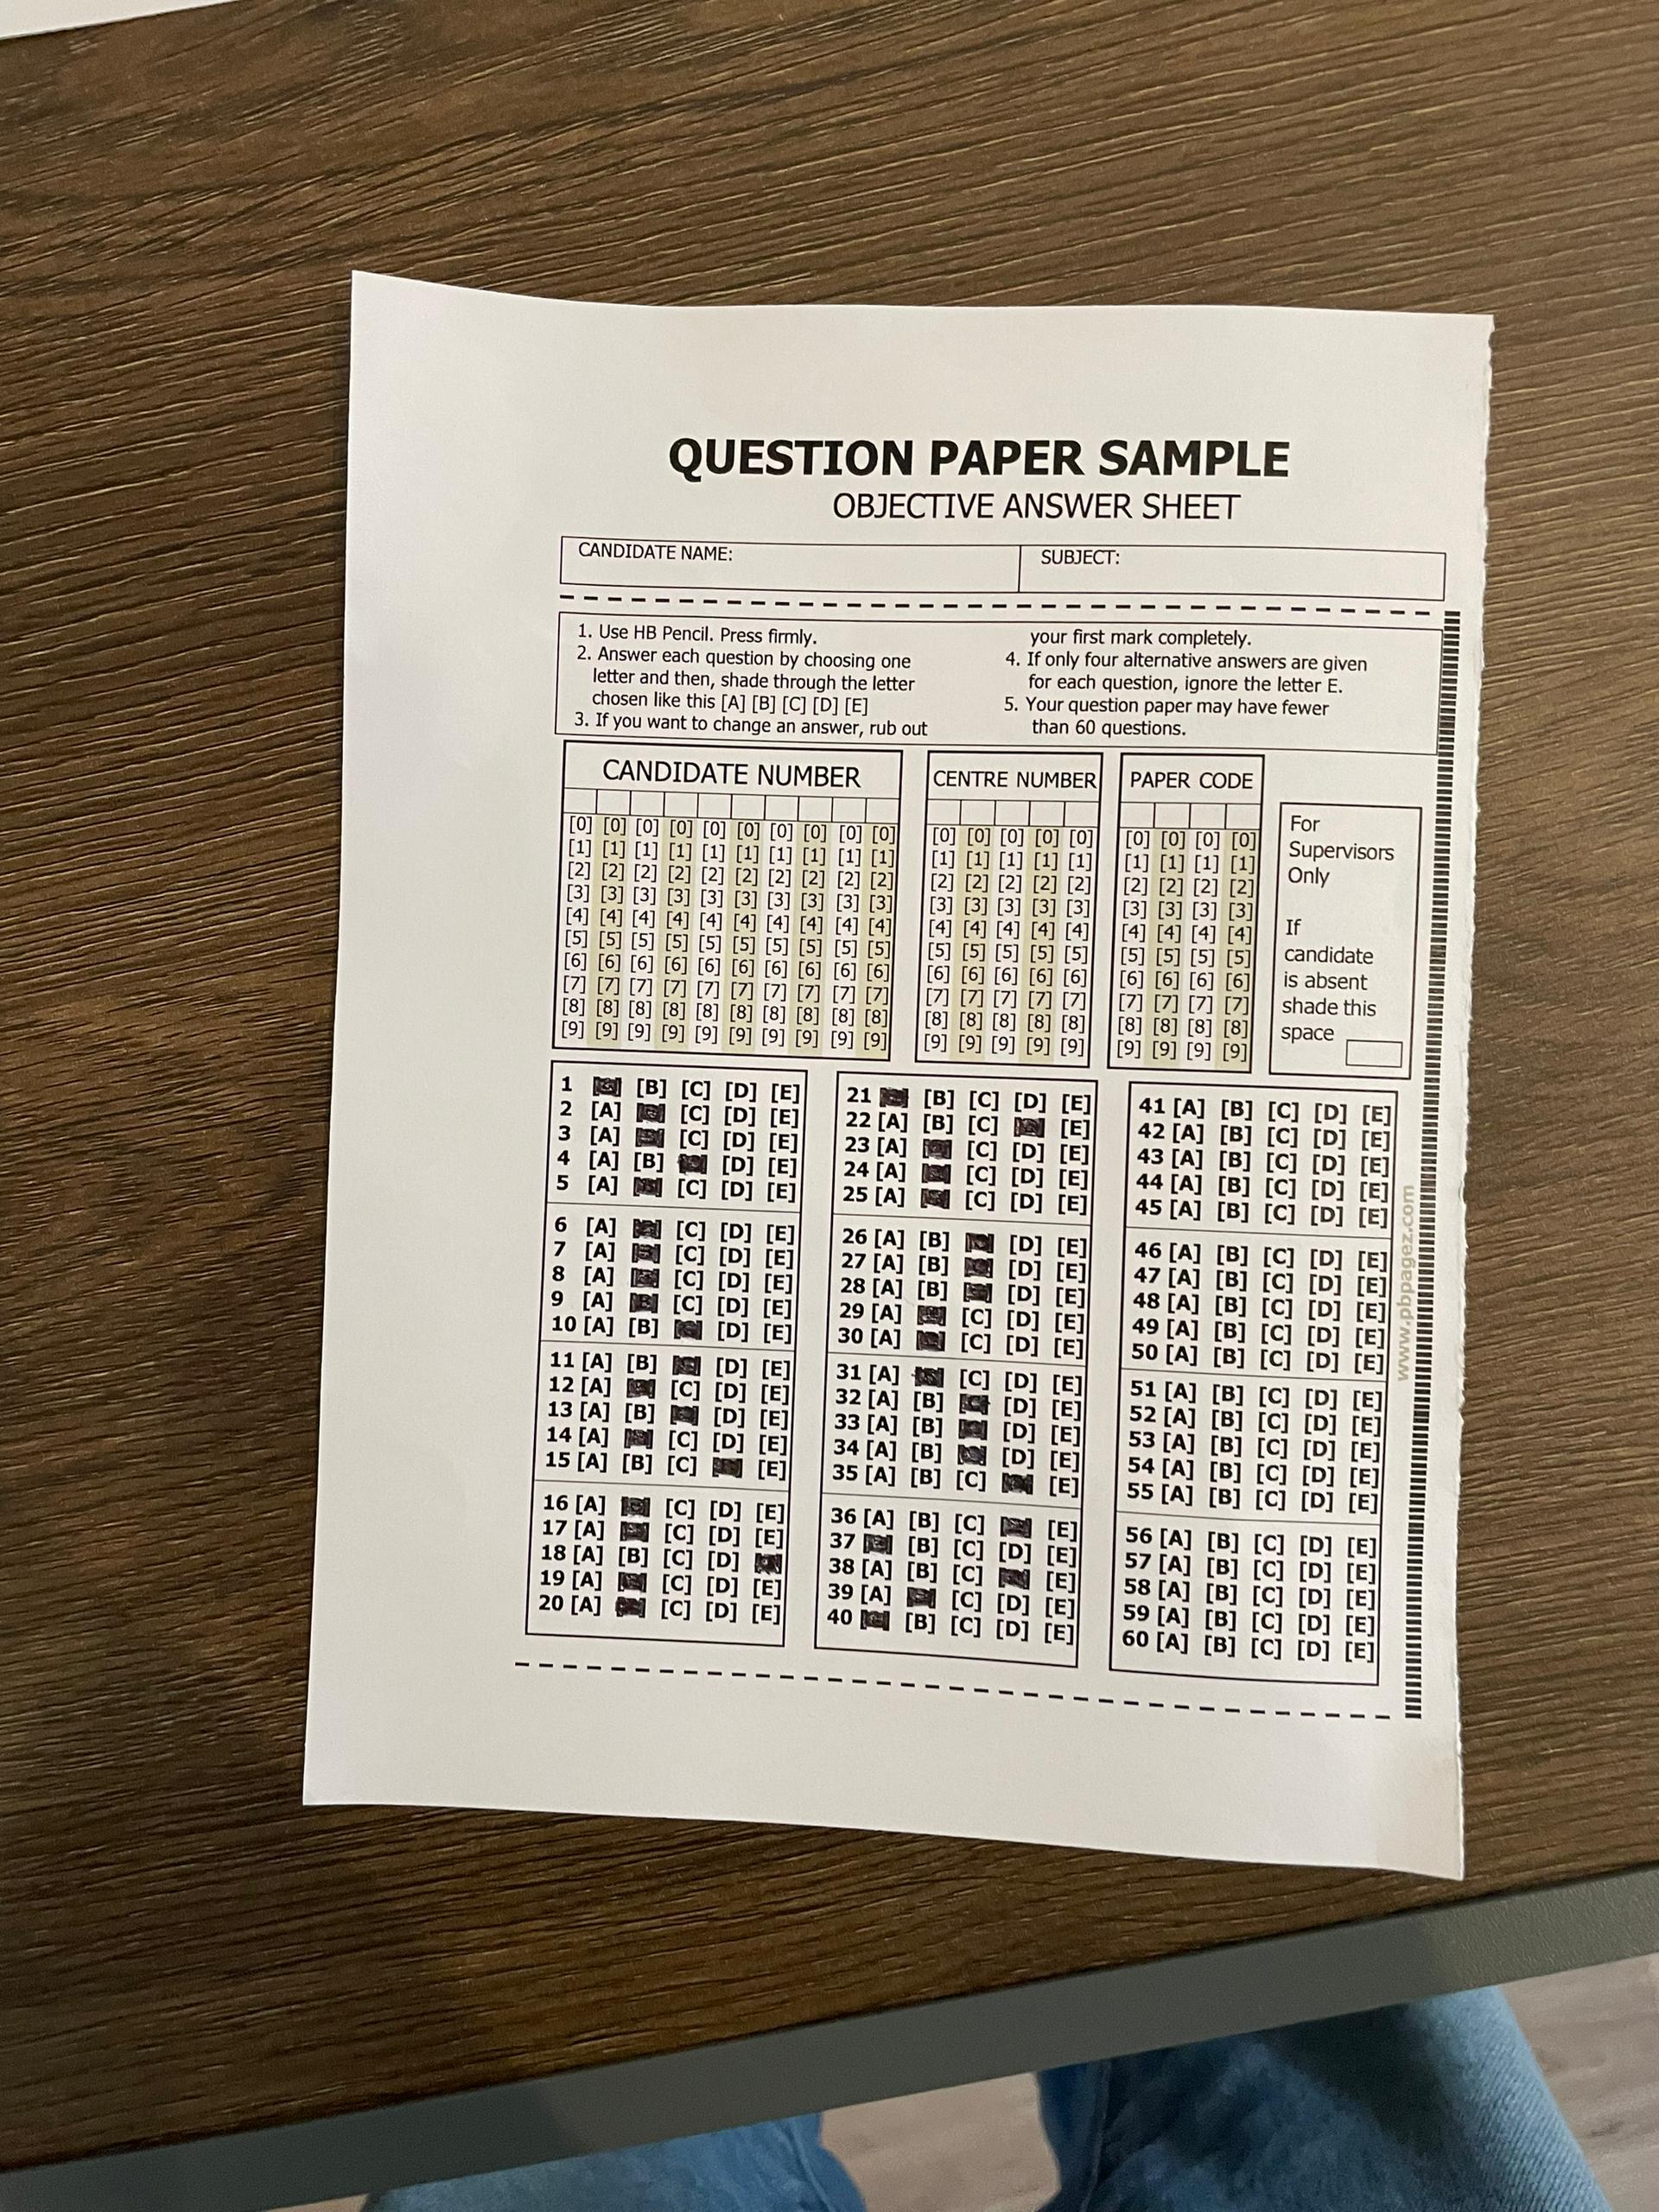 QUESTION PAPER SAMPLE
OBJECTIVE ANSWER SHEET
CANDIDATE NAME:
SUBJECT:
1. Use HB Pencil. Press firmly.
2. Answer each question by choosing one
letter and then, shade through the letter
chosen like this [A] [B] [C] [D] [E]
3. If you want to change an answer, rub out
your first mark completely.
4. If only four alternative answers are given
for each question, ignore the letter E.
5. Your question paper may have fewer
than 60 questions.
CANDIDATE NUMBER
[0] [0] [0] [0] [0] [0] [0] [0] [0] [0]
[1] [1] [1] [1] [1] [1] [1] [1] [1] [1]
[2] [2] [2] [2] [2] [2] [2] [2] [2] [2]
[3] [3] [3] [3] [3] [3] [3] [3] [3] [3]
[4] [4] [4] [4] [4] [4] [4] [4] [4] [4]
[5] [5] [5] [5] [5] [5] [5] [5] [5] [5]
[6] [6] [6] [6] [6] [6] [6] [6] [6] [6]
[7] [7] [7] [7] [7] [7] [7] [7] [7] [7]
[8] [8] [8] [8] [8] [8] [8] [8] [8] [8]
[9] [9] [9] [9] [9] [9] [9] [9] [9] [9]
CENTRE NUMBER
[0] [0] [0] [0] [0]
[1] [1] [1] [1] [1]
[2] [2] [2] [2] [2]
[3] [3] [3] [3] [3]
[4] [4] [4] [4] [4]
[5] [5] [5] [5] [5]
[6] [6] [6] [6] [6]
[7] [7] [7] [7] [7]
[8] [8] [8] [8] [8]
[9] [9] [9] [9] [9]
PAPER CODE
[0] [0] [0] [0]
[1] [1] [1] [1]
[2] [2] [2] [2]
[3] [3] [3] [3]
[4] [4] [4] [4]
[5] [5] [5] [5]
[6] [6] [6] [6]
[7] [7] [7] [7]
[8] [8] [8] [8]
[9] [9] [9] [9]
For
Supervisors
Only
If
candidate
is absent
shade this
space
1 [B] [C] [D] [E]
2 [A] [C] [D] [E]
3 [A] [C] [D] [E]
4 [A] [B] [D] [E]
5 [A] [C] [D] [E]
6 [A] [C] [D] [E]
7 [A] [C] [D] [E]
8 [A] [C] [D] [E]
9 [A] [C] [D] [E]
10 [A] [B] [D] [E]
11 [A] [B] [D] [E]
12 [A] [C] [D] [E]
13 [A] [B] [D] [E]
14 [A] [C] [D] [E]
15 [A] [B] [C] [E]
16 [A] [C] [D] [E]
17 [A] [C] [D] [E]
18 [A] [B] [C] [D]
19 [A] [C] [D] [E]
20 [A] [C] [D] [E]
21 [B] [C] [D] [E]
22 [A] [B] [C] [E]
23 [A] [C] [D] [E]
24 [A] [C] [D] [E]
25 [A] [C] [D] [E]
26 [A] [B] [D] [E]
27 [A] [B] [D] [E]
28 [A] [B] [D] [E]
29 [A] [C] [D] [E]
30 [A] [C] [D] [E]
31 [A] [C] [D] [E]
32 [A] [B] [D] [E]
33 [A] [B] [D] [E]
34 [A] [B] [D] [E]
35 [A] [B] [C] [E]
36 [A] [B] [C] [E]
37 [B] [C] [D] [E]
38 [A] [B] [C] [E]
39 [A] [C] [D] [E]
40 [B] [C] [D] [E]
41 [A] [B] [C] [D] [E]
42 [A] [B] [C] [D] [E]
43 [A] [B] [C] [D] [E]
44 [A] [B] [C] [D] [E]
45 [A] [B] [C] [D] [E]
46 [A] [B] [C] [D] [E]
47 [A] [B] [C] [D] [E]
48 [A] [B] [C] [D] [E]
49 [A] [B] [C] [D] [E]
50 [A] [B] [C] [D] [E]
51 [A] [B] [C] [D] [E]
52 [A] [B] [C] [D] [E]
53 [A] [B] [C] [D] [E]
54 [A] [B] [C] [D] [E]
55 [A] [B] [C] [D] [E]
56 [A] [B] [C] [D] [E]
57 [A] [B] [C] [D] [E]
58 [A] [B] [C] [D] [E]
59 [A] [B] [C] [D] [E]
60 [A] [B] [C] [D] [E]
www.pbpagez.com